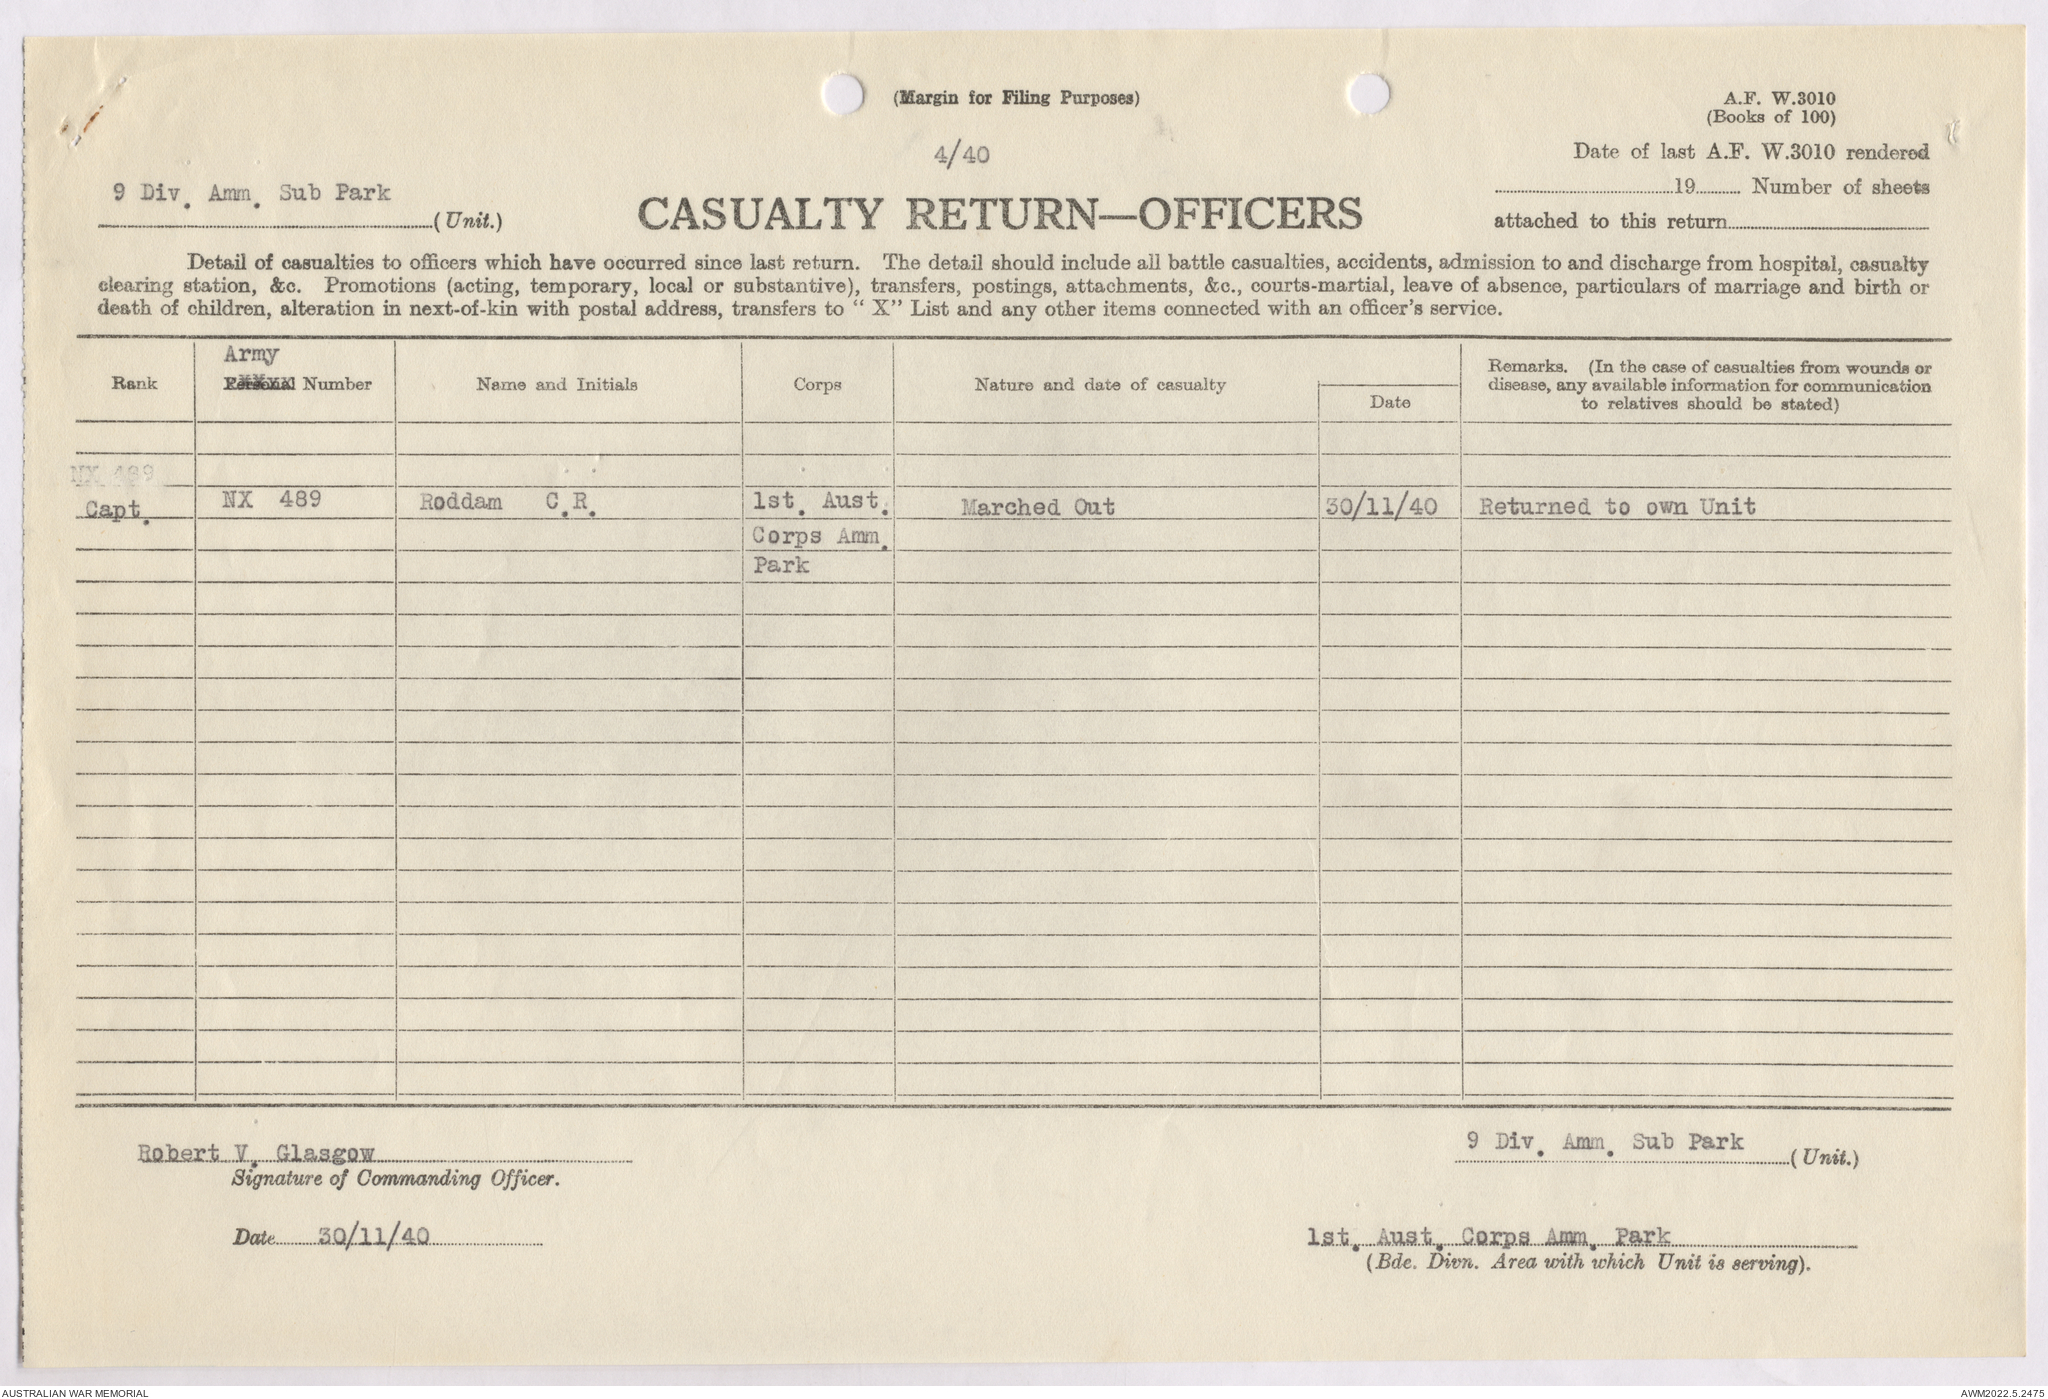 (Margin for Filing Purposes)
A.F. W.3010
(Books of 100)
4/40
Date of last A.F. W.3010 rendered
9 Div. Amm. Sub Park
(Unit.)
19 Number of sheets
CASUALTY RETURN—OFFICERS
attached to this return
Detail of casualties to officers which have occurred since last return. The detail should include all battle casualties, accidents, admission to and discharge from hospital, casualty
clearing station, &c. Promotions (acting, temporary, local or substantive), transfers, postings, attachments, &c., courts-martial, leave of absence, particulars of marriage and birth or
death of children, alteration in next-of-kin with postal address, transfers to “ X” List and any other items connected with an officer's service.
Army
Rank Personal Number Name and Initials Corps Nature and date of casualty Date
Remarks. (In the case of casualties from wounds or
disease, any available information for communication
to relatives should be stated)
NX 489
Capt. NX 489 Roddam C.R. 1st. Aust. Marched Out 30/11/40 Returned to own Unit
Corps Amm.
Park
Robert V. Glasgow
Signature of Commanding Officer.
9 Div. Amm. Sub Park
(Unit.)
Date 30/11/40
1st. Aust. Corps Amm. Park
(Bde. Divn. Area with which Unit is serving).
AUSTRALIAN WAR MEMORIAL
AWM2022.5.2475